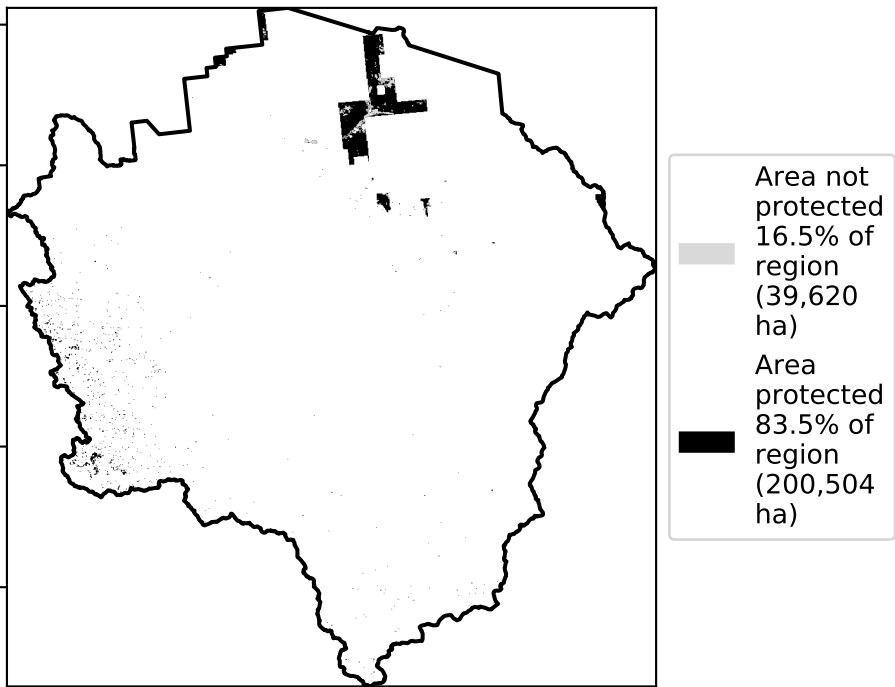 Area not
protected
16.5% of
region
(39,620
ha)
Area
protected
83.5% of
region
(200,504
ha)